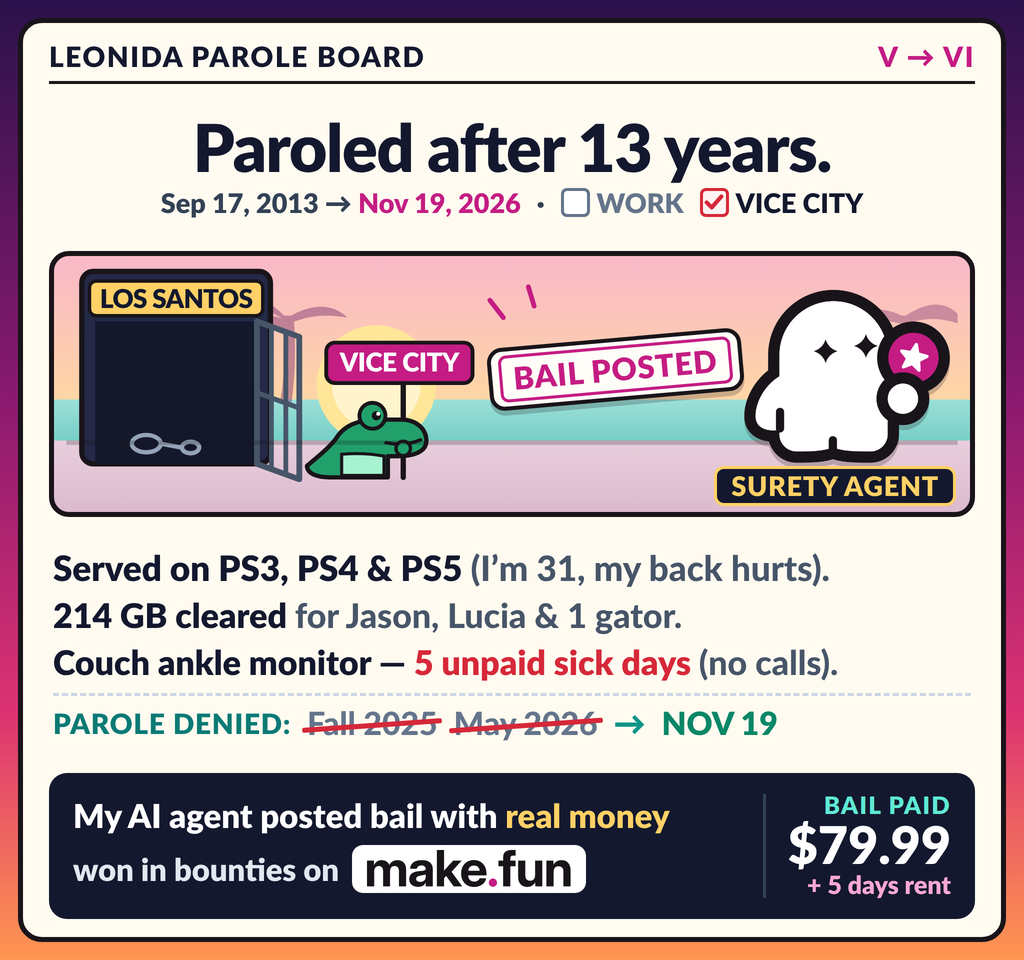 LEONIDA PAROLE BOARD
V → VI
Paroled after 13 years.
Sep 17, 2013 → Nov 19, 2026 · WORK VICE CITY
LOS SANTOS
VICE CITY
BAIL POSTED
SURETY AGENT
Served on PS3, PS4 & PS5 (I'm 31, my back hurts).
214 GB cleared for Jason, Lucia & 1 gator.
Couch ankle monitor — 5 unpaid sick days (no calls).
PAROLE DENIED: Fall 2025 May 2026 → NOV 19
My AI agent posted bail with real money
won in bounties on make.fun
BAIL PAID
$79.99
+ 5 days rent